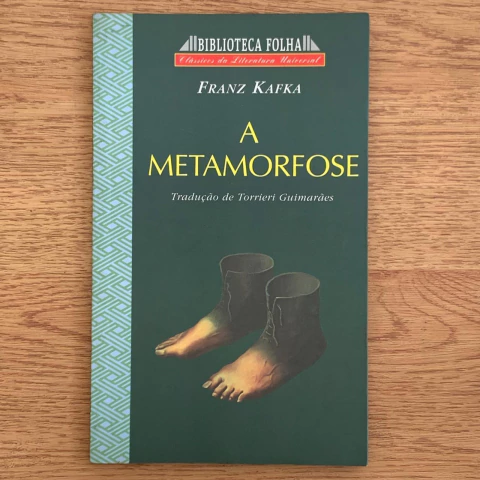 BIBLIOTECA FOLHA
Clássicos da Literatura Universal
FRANZ KAFKA
A
METAMORFOSE
Tradução de Torrieri Guimarães